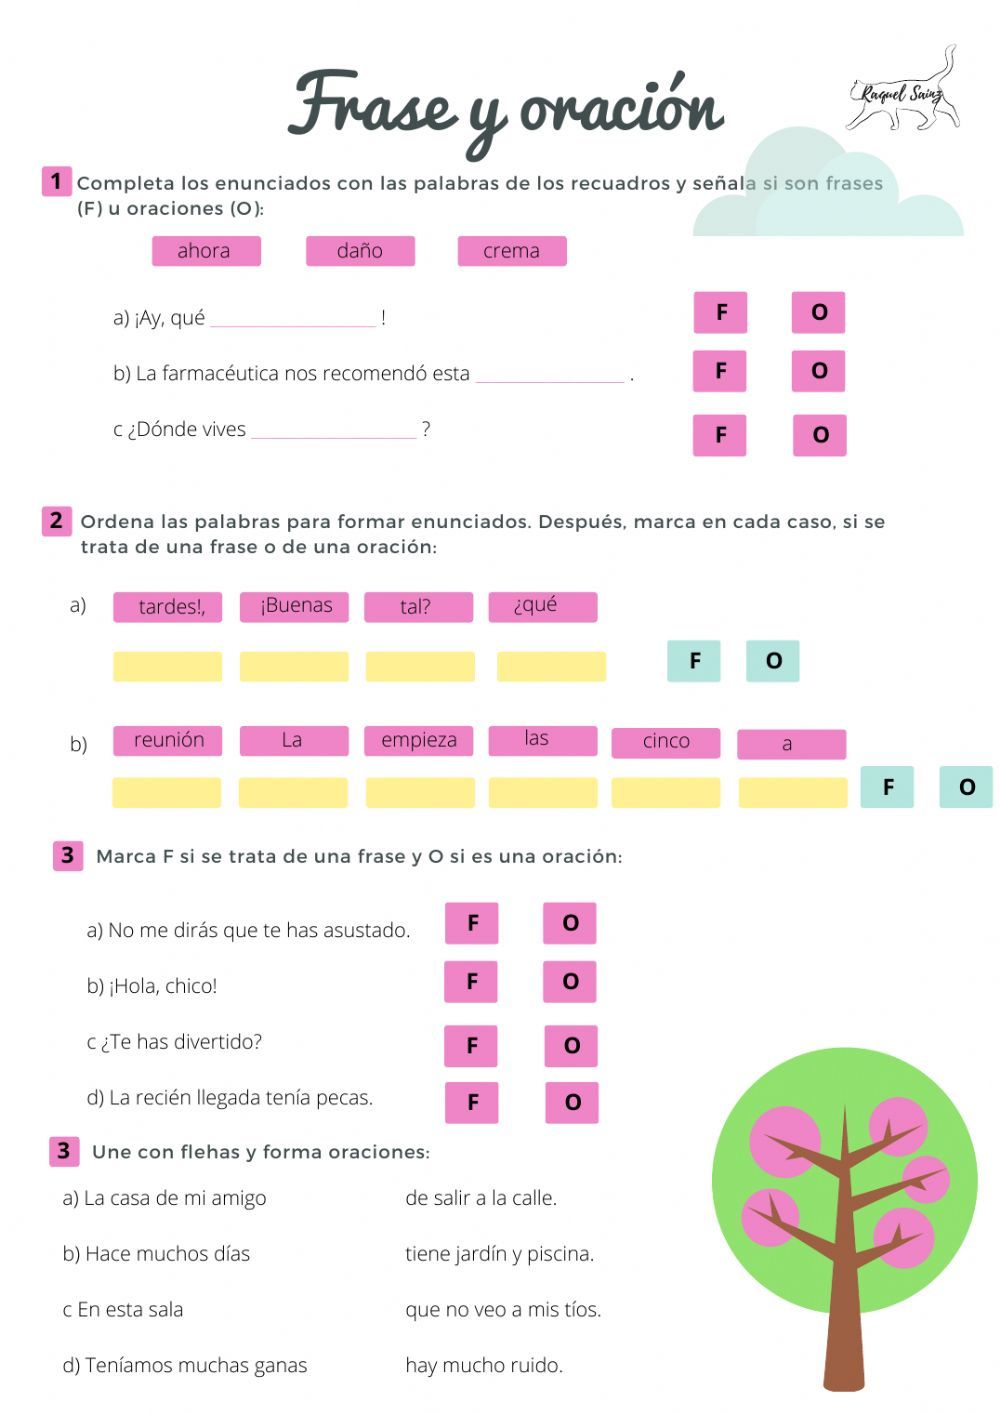 Frase y oración
Raquel Sainz
1 Completa los enunciados con las palabras de los recuadros y señala si son frases
(F) u oraciones (O):
ahora daño crema
a) ¡Ay, qué ________________ ! F O
b) La farmacéutica nos recomendó esta ______________ . F O
c ¿Dónde vives ________________ ? F O
2 Ordena las palabras para formar enunciados. Después, marca en cada caso, si se
trata de una frase o de una oración:
a) tardes!, ¡Buenas tal? ¿qué
F O
b) reunión La empieza las cinco a
F O
3 Marca F si se trata de una frase y O si es una oración:
a) No me dirás que te has asustado. F O
b) ¡Hola, chico! F O
c ¿Te has divertido? F O
d) La recién llegada tenía pecas. F O
3 Une con flehas y forma oraciones:
a) La casa de mi amigo de salir a la calle.
b) Hace muchos días tiene jardín y piscina.
c En esta sala que no veo a mis tíos.
d) Teníamos muchas ganas hay mucho ruido.